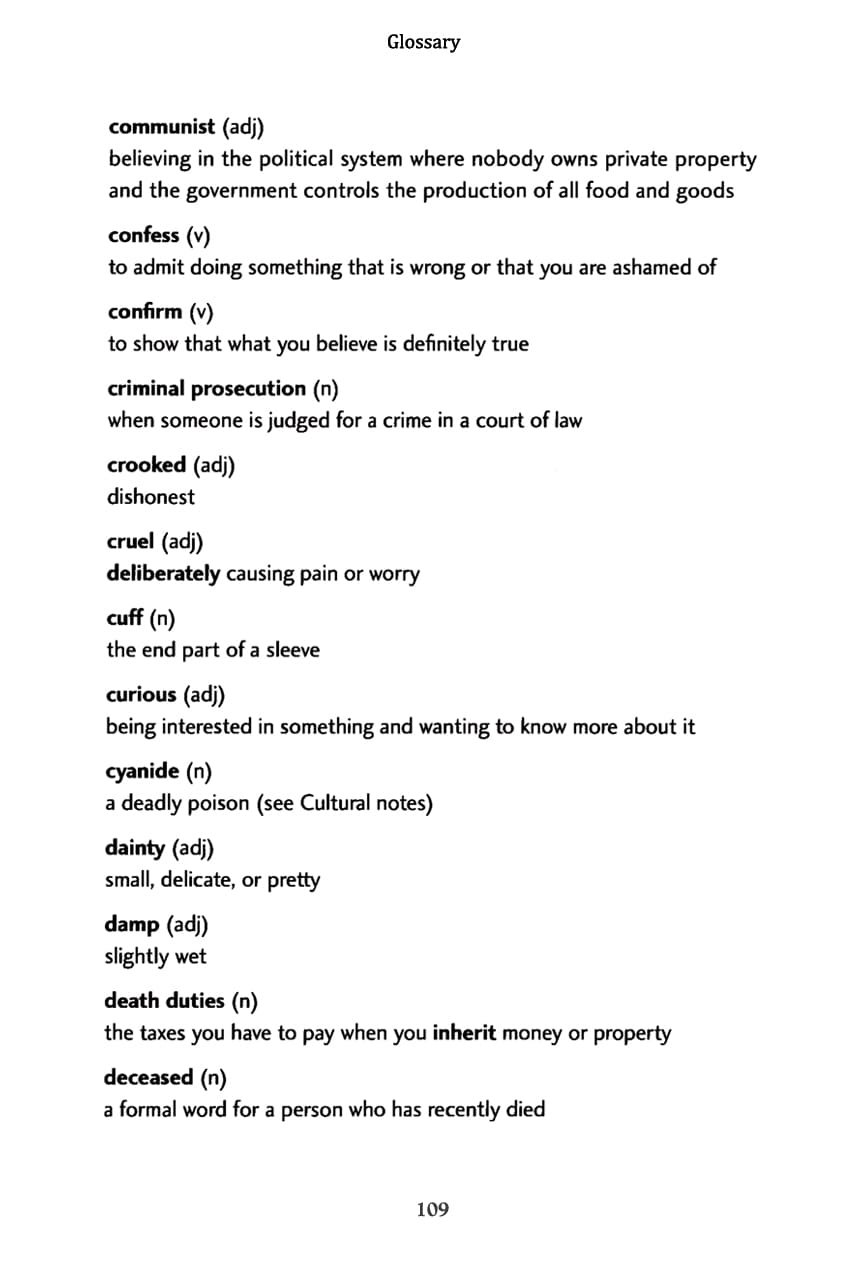 Glossary
communist (adj)
believing in the political system where nobody owns private property
and the government controls the production of all food and goods
confess (v)
to admit doing something that is wrong or that you are ashamed of
confirm (v)
to show that what you believe is definitely true
criminal prosecution (n)
when someone is judged for a crime in a court of law
crooked (adj)
dishonest
cruel (adj)
deliberately causing pain or worry
cuff (n)
the end part of a sleeve
curious (adj)
being interested in something and wanting to know more about it
cyanide (n)
a deadly poison (see Cultural notes)
dainty (adj)
small, delicate, or pretty
damp (adj)
slightly wet
death duties (n)
the taxes you have to pay when you inherit money or property
deceased (n)
a formal word for a person who has recently died
109